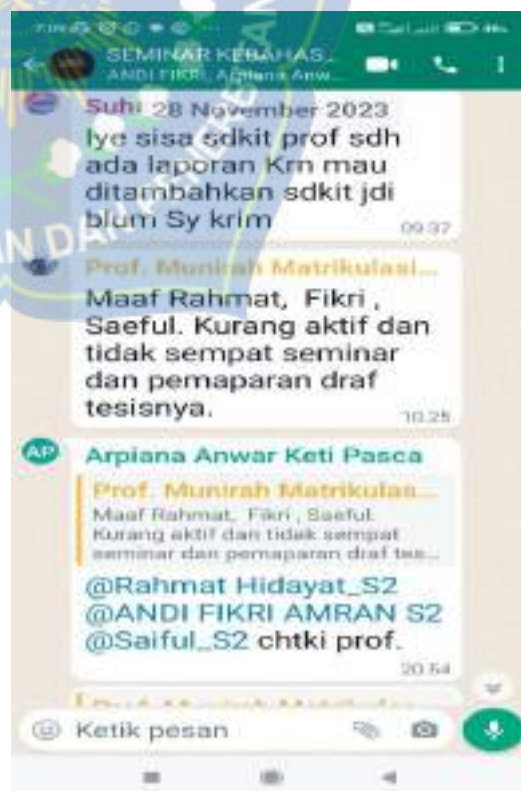 SEMINAR KEBAHAS...
ANDI FIKRI, Arpiana Anw...
28 November 2023
Iye sisa sdkit prof sdh
ada laporan Krn mau
ditambahkan sdkit jdi
blum Sy krim
09.37
Prof. Munirah Matrikulasi...
Maaf Rahmat, Fikri ,
Saeful. Kurang aktif dan
tidak sempat seminar
dan pemaparan draf
tesisnya.
10.25
AP
Arpiana Anwar Keti Pasca
Prof. Munirah Matrikulas...
Maaf Rahmat, Fikri , Saeful.
Kurang aktif dan tidak sempat
seminar dan pemaparan draf tes...
@Rahmat Hidayat_S2
@ANDI FIKRI AMRAN S2
@Saiful_S2 chtki prof.
20.54
Ketik pesan